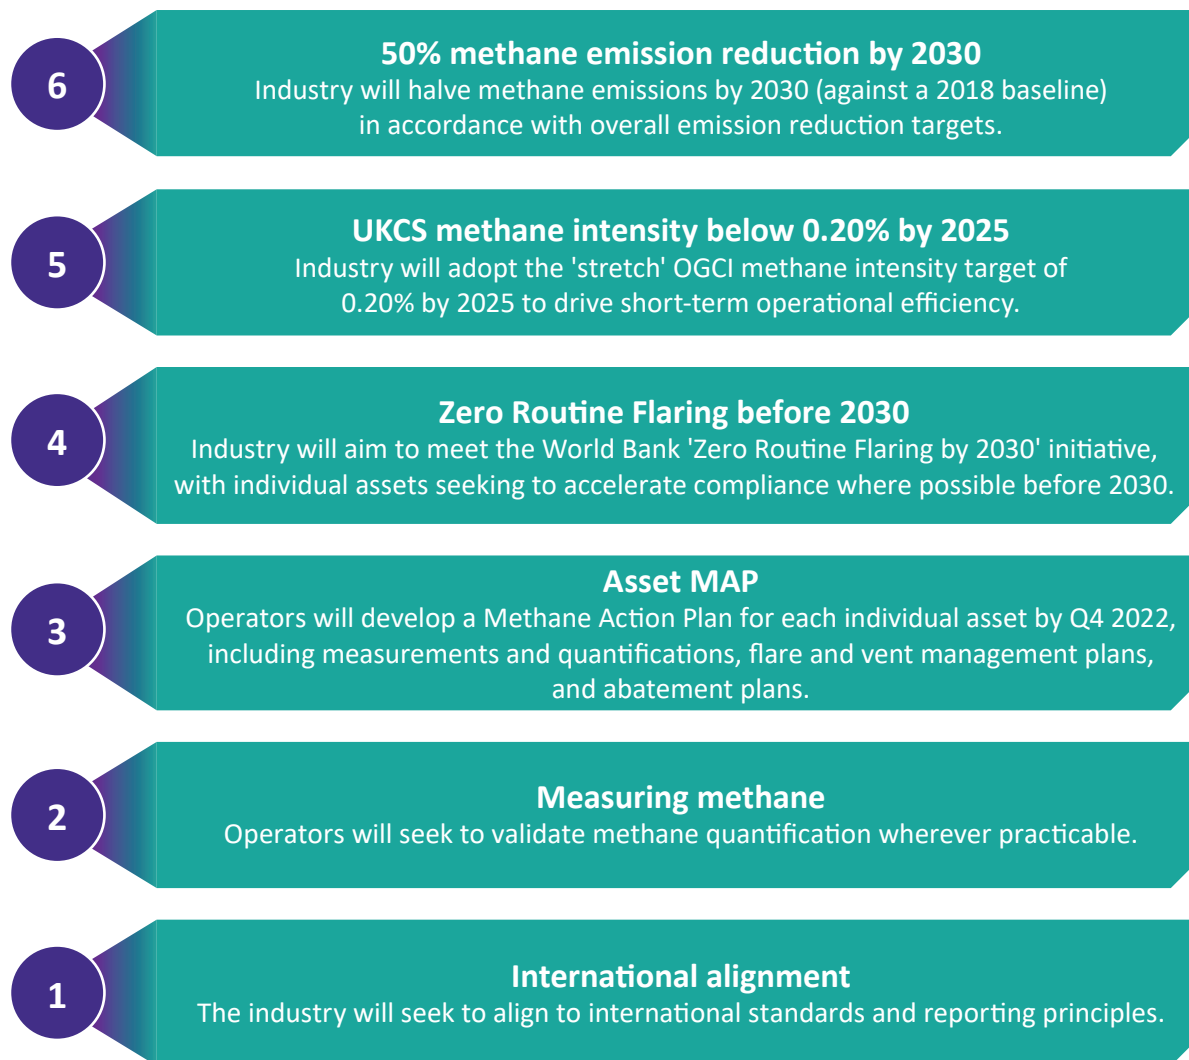 6
50% methane emission reduction by 2030
Industry will halve methane emissions by 2030 (against a 2018 baseline)
in accordance with overall emission reduction targets.
5
UKCS methane intensity below 0.20% by 2025
Industry will adopt the 'stretch' OGCI methane intensity target of
0.20% by 2025 to drive short-term operational efficiency.
4
Zero Routine Flaring before 2030
Industry will aim to meet the World Bank 'Zero Routine Flaring by 2030' initiative,
with individual assets seeking to accelerate compliance where possible before 2030.
3
Asset MAP
Operators will develop a Methane Action Plan for each individual asset by Q4 2022,
including measurements and quantifications, flare and vent management plans,
and abatement plans.
2
Measuring methane
Operators will seek to validate methane quantification wherever practicable.
1
International alignment
The industry will seek to align to international standards and reporting principles.